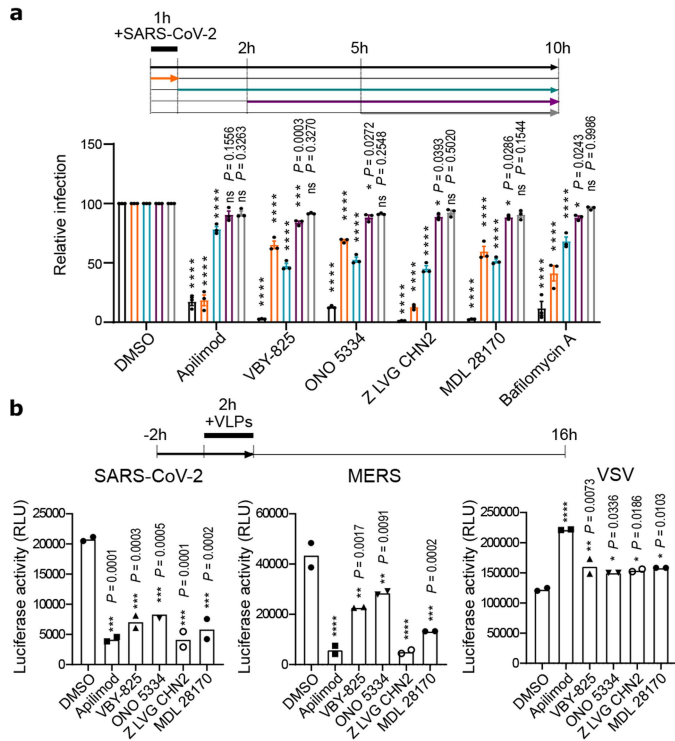 a
1h
+SARS-CoV-2
2h
5h
10h
Relative infection
150
100
50
0
**** **** **** ns P = 0.1556 ns P = 0.3263
**** **** **** *** P = 0.0003 ns P = 0.3270
**** **** **** * P = 0.0272 ns P = 0.2548
**** **** **** * P = 0.0393 ns P = 0.5020
**** **** **** * P = 0.0286 ns P = 0.1544
**** **** **** * P = 0.0243 ns P = 0.9986
DMSO
Apilimod
VBY-825
ONO 5334
Z LVG CHN2
MDL 28170
Bafilomycin A
b
2h
+VLPs
-2h
16h
SARS-CoV-2
Luciferase activity (RLU)
25000
20000
15000
10000
5000
0
*** P = 0.0001
*** P = 0.0003
*** P = 0.0005
*** P = 0.0001
*** P = 0.0002
DMSO
Apilimod
VBY-825
ONO 5334
Z LVG CHN2
MDL 28170
MERS
Luciferase activity (RLU)
60000
40000
20000
0
****
** P = 0.0017
** P = 0.0091
****
*** P = 0.0002
DMSO
Apilimod
VBY-825
ONO 5334
Z LVG CHN2
MDL 28170
VSV
Luciferase activity (RLU)
250000
200000
150000
100000
50000
0
****
** P = 0.0073
* P = 0.0336
* P = 0.0186
* P = 0.0103
DMSO
Apilimod
VBY-825
ONO 5334
Z LVG CHN2
MDL 28170